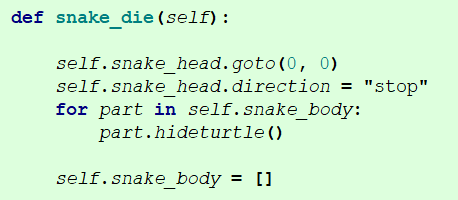 def snake_die(self):
    self.snake_head.goto(0, 0)
    self.snake_head.direction = "stop"
    for part in self.snake_body:
        part.hideturtle()
    self.snake_body = []